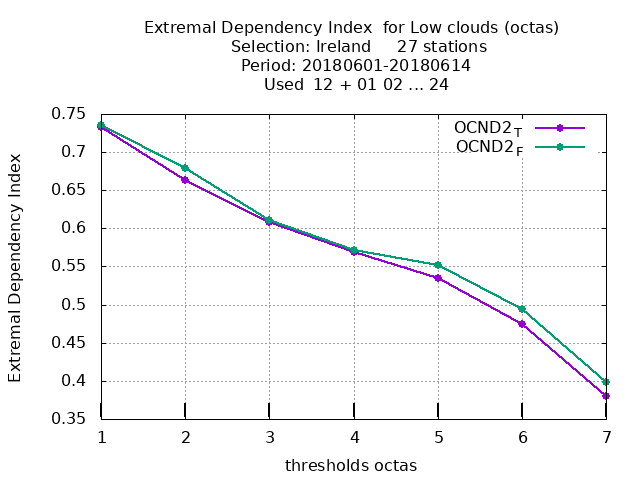 Extremal Dependency Index  for Low clouds (octas)
Selection: Ireland     27 stations
Period: 20180601-20180614
Used  12 + 01 02 ... 24
OCND2_T
OCND2_F
Extremal Dependency Index
0.75
0.7
0.65
0.6
0.55
0.5
0.45
0.4
0.35
1 2 3 4 5 6 7
thresholds octas